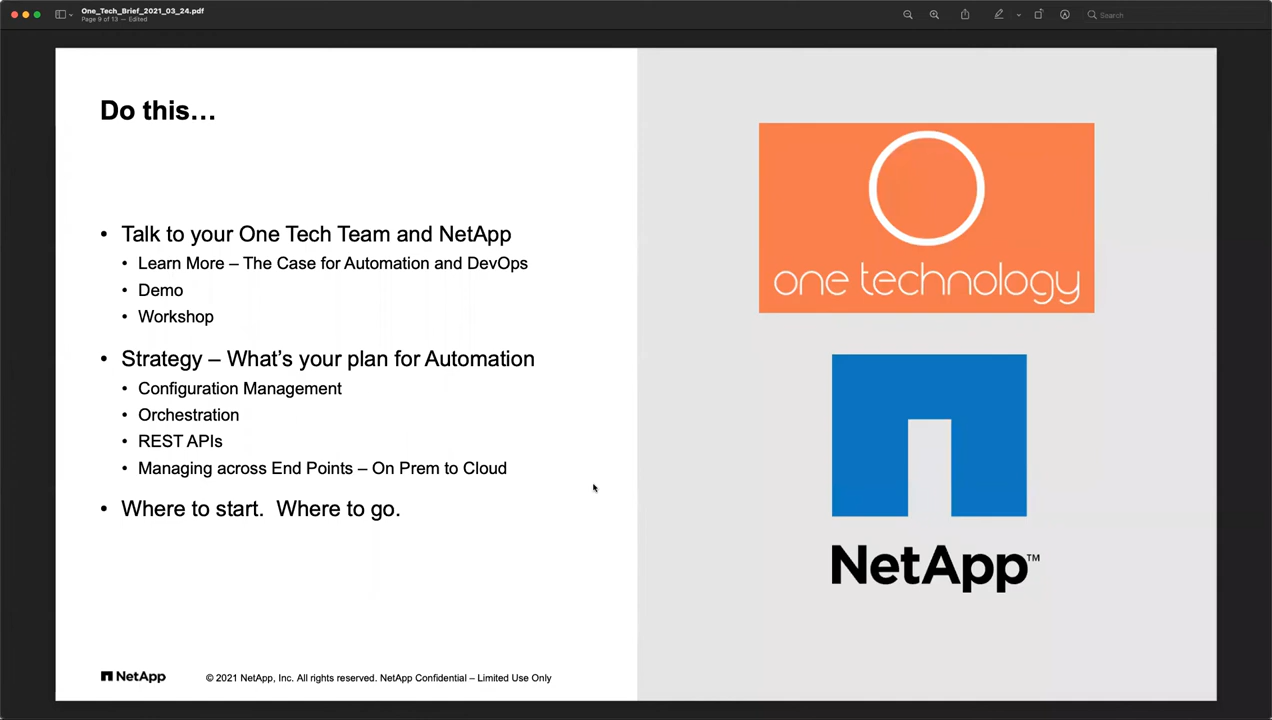 One_Tech_Brief_2021_03_24.pdf
Page 9 of 13 — Edited
Search
Do this…
• Talk to your One Tech Team and NetApp
• Learn More – The Case for Automation and DevOps
• Demo
• Workshop
• Strategy – What's your plan for Automation
• Configuration Management
• Orchestration
• REST APIs
• Managing across End Points – On Prem to Cloud
• Where to start.  Where to go.
one technology
NetApp™
NetApp
© 2021 NetApp, Inc. All rights reserved. NetApp Confidential – Limited Use Only